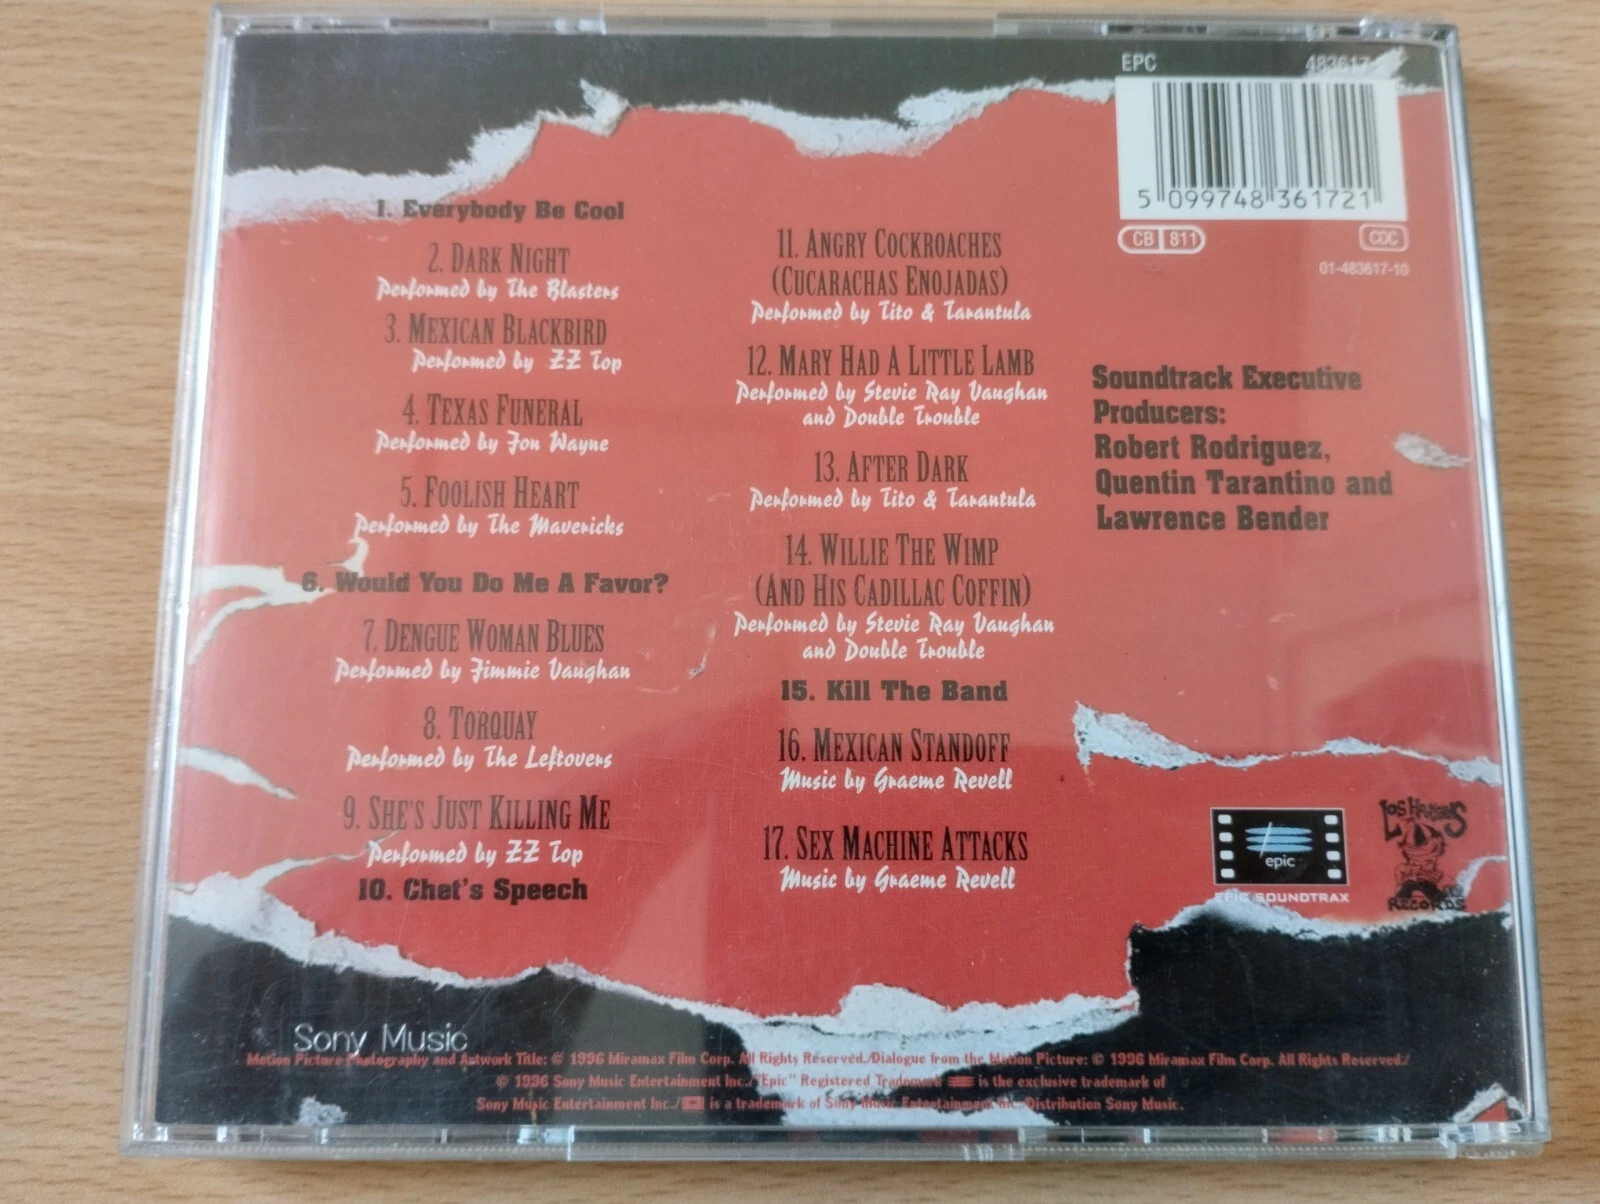 EPC 483617
5 099748 361721
CB 811
CDC
01-483617-10
1. Everybody Be Cool
2. DARK NIGHT
Performed by The Blasters
3. MEXICAN BLACKBIRD
Performed by ZZ Top
4. TEXAS FUNERAL
Performed by Jon Wayne
5. FOOLISH HEART
Performed by The Mavericks
6. Would You Do Me A Favor?
7. DENGUE WOMAN BLUES
Performed by Jimmie Vaughan
8. TORQUAY
Performed by The Leftovers
9. SHE'S JUST KILLING ME
Performed by ZZ Top
10. Chet's Speech
11. ANGRY COCKROACHES
(CUCARACHAS ENOJADAS)
Performed by Tito & Tarantula
12. MARY HAD A LITTLE LAMB
Performed by Stevie Ray Vaughan
and Double Trouble
13. AFTER DARK
Performed by Tito & Tarantula
14. WILLIE THE WIMP
(AND HIS CADILLAC COFFIN)
Performed by Stevie Ray Vaughan
and Double Trouble
15. Kill The Band
16. MEXICAN STANDOFF
Music by Graeme Revell
17. SEX MACHINE ATTACKS
Music by Graeme Revell
Soundtrack Executive
Producers:
Robert Rodriguez,
Quentin Tarantino and
Lawrence Bender
epic
EPIC SOUNDTRAX
LOS HOOLIGANS
RECORDS
Sony Music
Motion Picture Photography and Artwork Title: © 1996 Miramax Film Corp. All Rights Reserved./Dialogue from the Motion Picture: © 1996 Miramax Film Corp. All Rights Reserved./
© 1996 Sony Music Entertainment Inc./"Epic" Registered Trademark is the exclusive trademark of
Sony Music Entertainment Inc./ is a trademark of Sony Music Entertainment Inc. Distribution Sony Music.